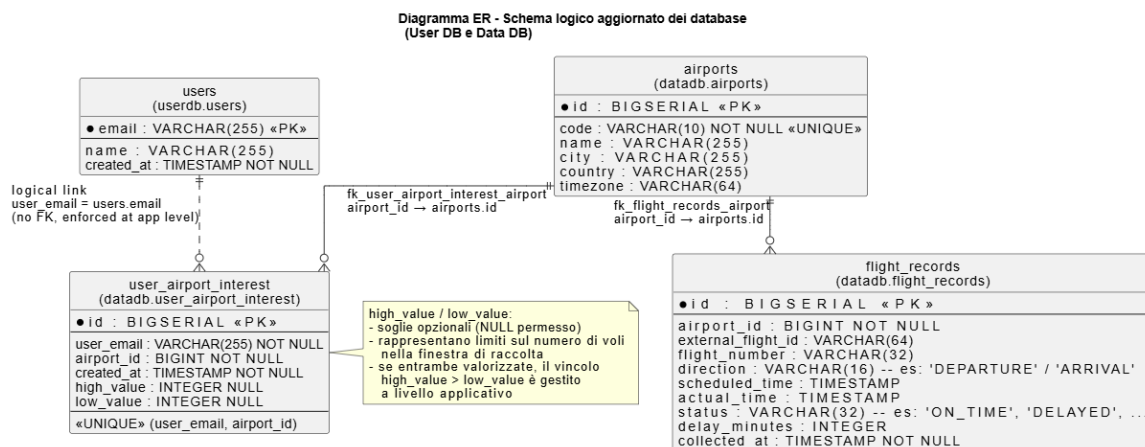 Diagramma ER - Schema logico aggiornato dei database
(User DB e Data DB)
users
(userdb.users)
email : VARCHAR(255) «PK»
name : VARCHAR(255)
created_at : TIMESTAMP NOT NULL
airports
(datadb.airports)
id : BIGSERIAL «PK»
code : VARCHAR(10) NOT NULL «UNIQUE»
name : VARCHAR(255)
city : VARCHAR(255)
country : VARCHAR(255)
timezone : VARCHAR(64)
logical link
user_email = users.email
(no FK, enforced at app level)
fk_user_airport_interest_airport
airport_id → airports.id
fk_flight_records_airport
airport_id → airports.id
user_airport_interest
(datadb.user_airport_interest)
id : BIGSERIAL «PK»
user_email : VARCHAR(255) NOT NULL
airport_id : BIGINT NOT NULL
created_at : TIMESTAMP NOT NULL
high_value : INTEGER NULL
low_value : INTEGER NULL
«UNIQUE» (user_email, airport_id)
high_value / low_value:
- soglie opzionali (NULL permesso)
- rappresentano limiti sul numero di voli
nella finestra di raccolta
- se entrambe valorizzate, il vincolo
high_value > low_value è gestito
a livello applicativo
flight_records
(datadb.flight_records)
id : BIGSERIAL «PK»
airport_id : BIGINT NOT NULL
external_flight_id : VARCHAR(64)
flight_number : VARCHAR(32)
direction : VARCHAR(16) -- es: 'DEPARTURE' / 'ARRIVAL'
scheduled_time : TIMESTAMP
actual_time : TIMESTAMP
status : VARCHAR(32) -- es: 'ON_TIME', 'DELAYED', ...
delay_minutes : INTEGER
collected_at : TIMESTAMP NOT NULL